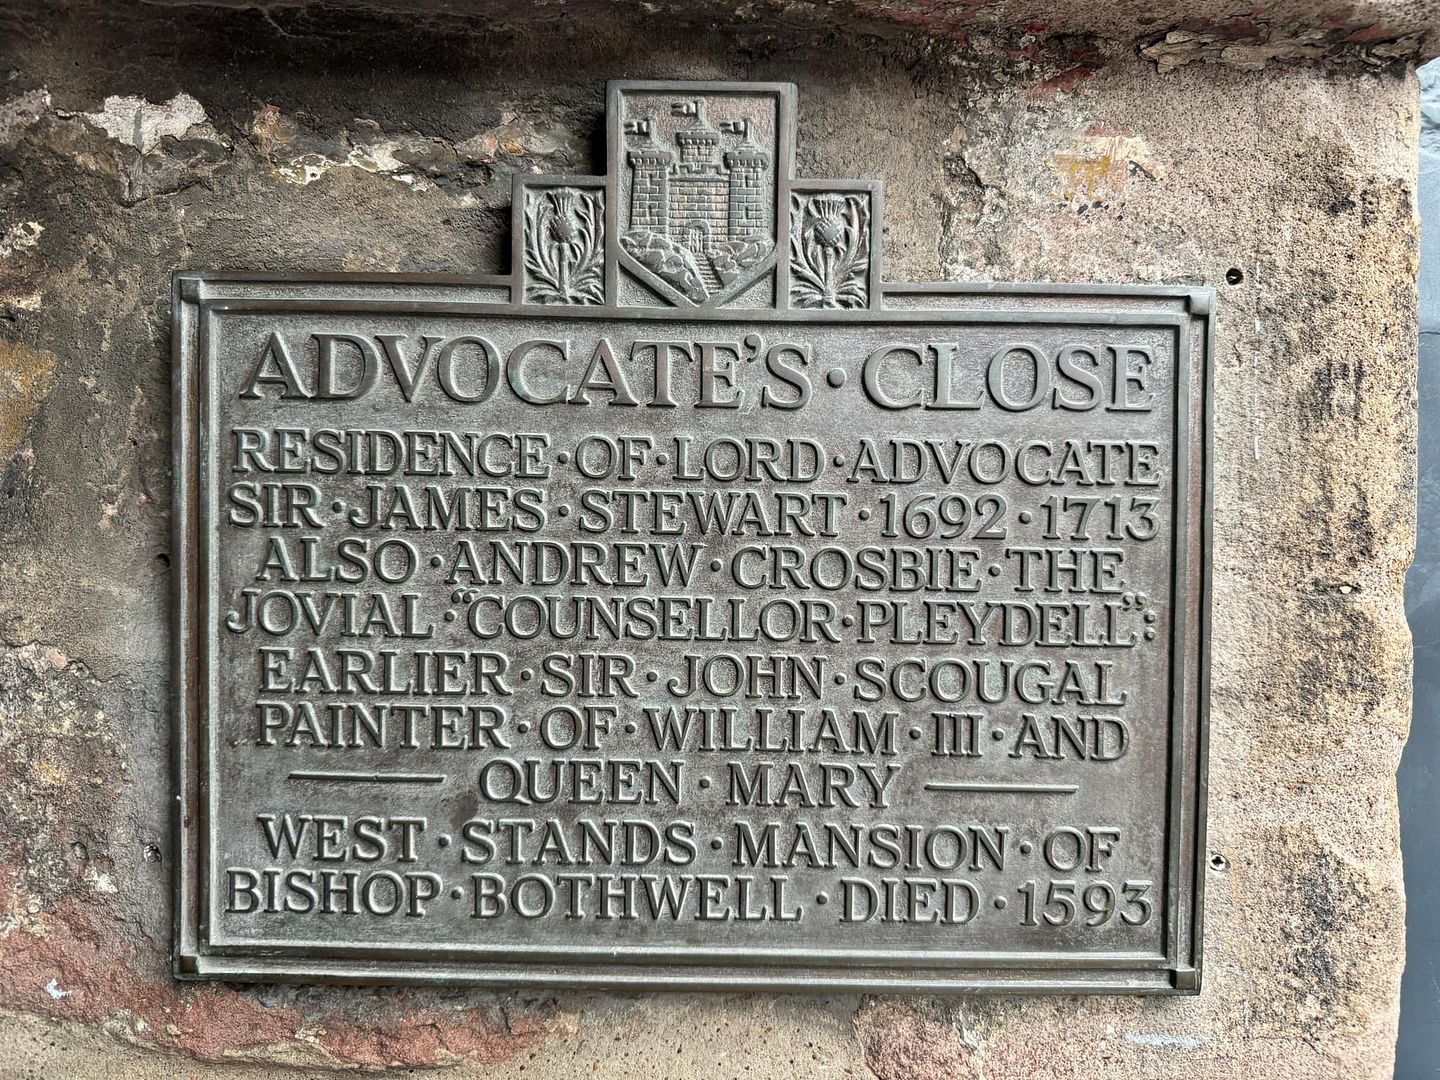 ADVOCATE'S·CLOSE
RESIDENCE·OF·LORD·ADVOCATE
SIR·JAMES·STEWART·1692·1713
ALSO·ANDREW·CROSBIE·THE
JOVIAL·"COUNSELLOR·PLEYDELL":
EARLIER·SIR·JOHN·SCOUGAL
PAINTER·OF·WILLIAM·III·AND
QUEEN·MARY
WEST·STANDS·MANSION·OF
BISHOP·BOTHWELL·DIED·1593